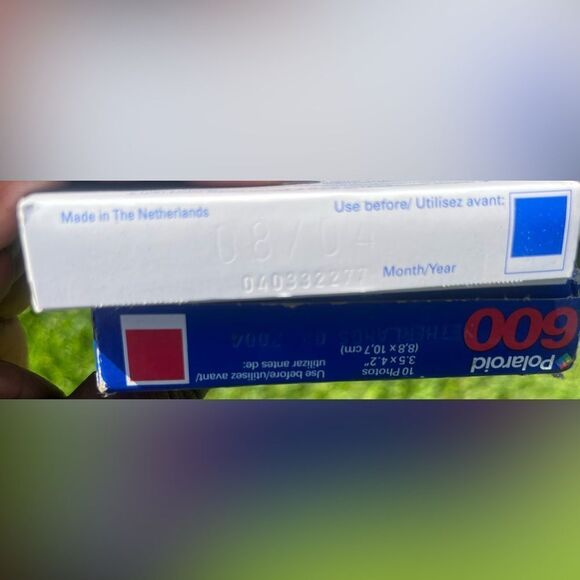 Made in The Netherlands
Use before/ Utilisez avant:
08/04
040332277
Month/Year
Polaroid
600
10 Photos
3.5 x 4.2"
(8.8 x 10,7 cm)
Use before/utilisez avant/
utilizar antes de: